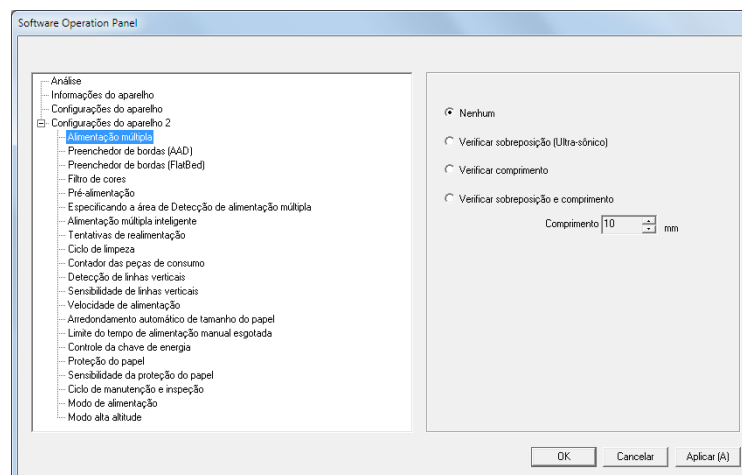 Software Operation Panel
Análise
Informações do aparelho
Configurações do aparelho
Configurações do aparelho 2
Alimentação múltipla
Preenchedor de bordas (AAD)
Preenchedor de bordas (FlatBed)
Filtro de cores
Pré-alimentação
Especificando a área de Detecção de alimentação múltipla
Alimentação múltipla inteligente
Tentativas de realimentação
Ciclo de limpeza
Contador das peças de consumo
Detecção de linhas verticais
Sensibilidade de linhas verticais
Velocidade de alimentação
Arredondamento automático de tamanho do papel
Limite do tempo de alimentação manual esgotada
Controle da chave de energia
Proteção do papel
Sensibilidade da proteção do papel
Ciclo de manutenção e inspeção
Modo de alimentação
Modo alta altitude
Nenhum
Verificar sobreposição (Ultra-sônico)
Verificar comprimento
Verificar sobreposição e comprimento
Comprimento 10 mm
OK Cancelar Aplicar (A)